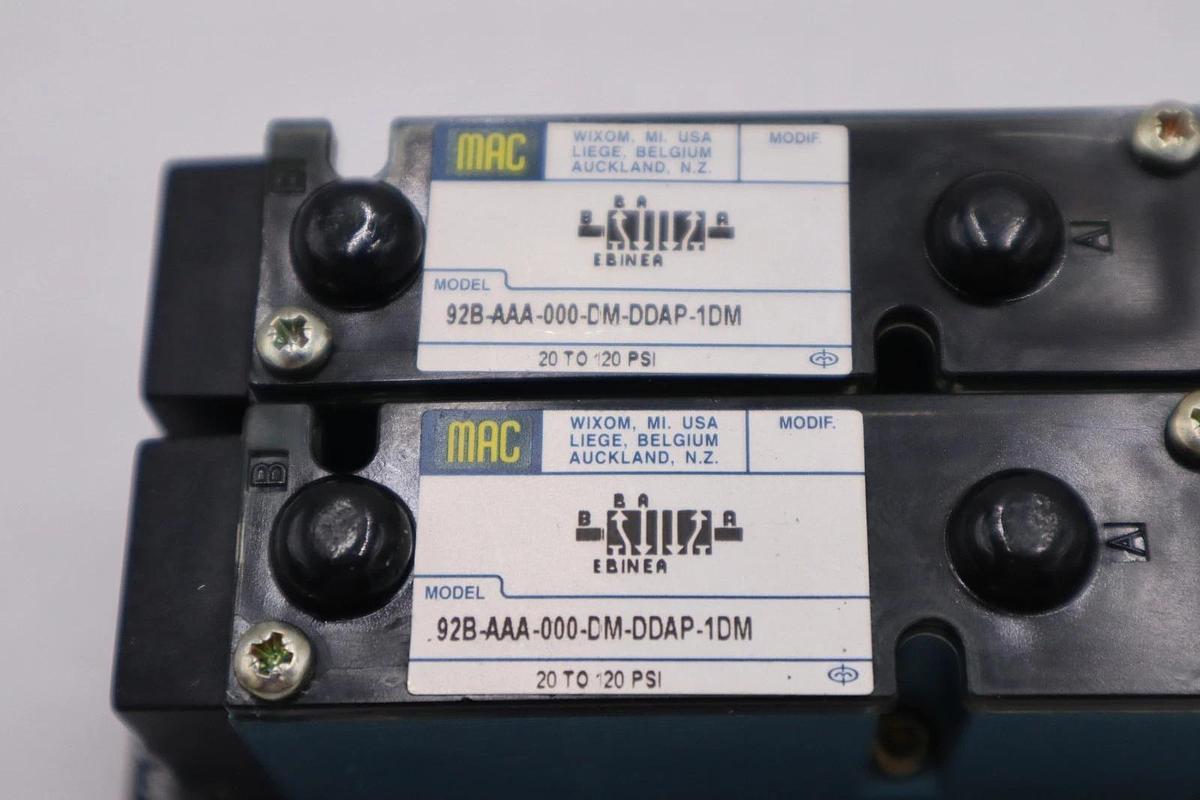 B
MAC
WIXOM, MI. USA
LIEGE, BELGIUM
AUCKLAND, N.Z.
MODIF.
B A
B A
EBINEA
A
MODEL
92B-AAA-000-DM-DDAP-1DM
20 TO 120 PSI
B
MAC
WIXOM, MI. USA
LIEGE, BELGIUM
AUCKLAND, N.Z.
MODIF.
B A
B A
EBINEA
A
MODEL
92B-AAA-000-DM-DDAP-1DM
20 TO 120 PSI